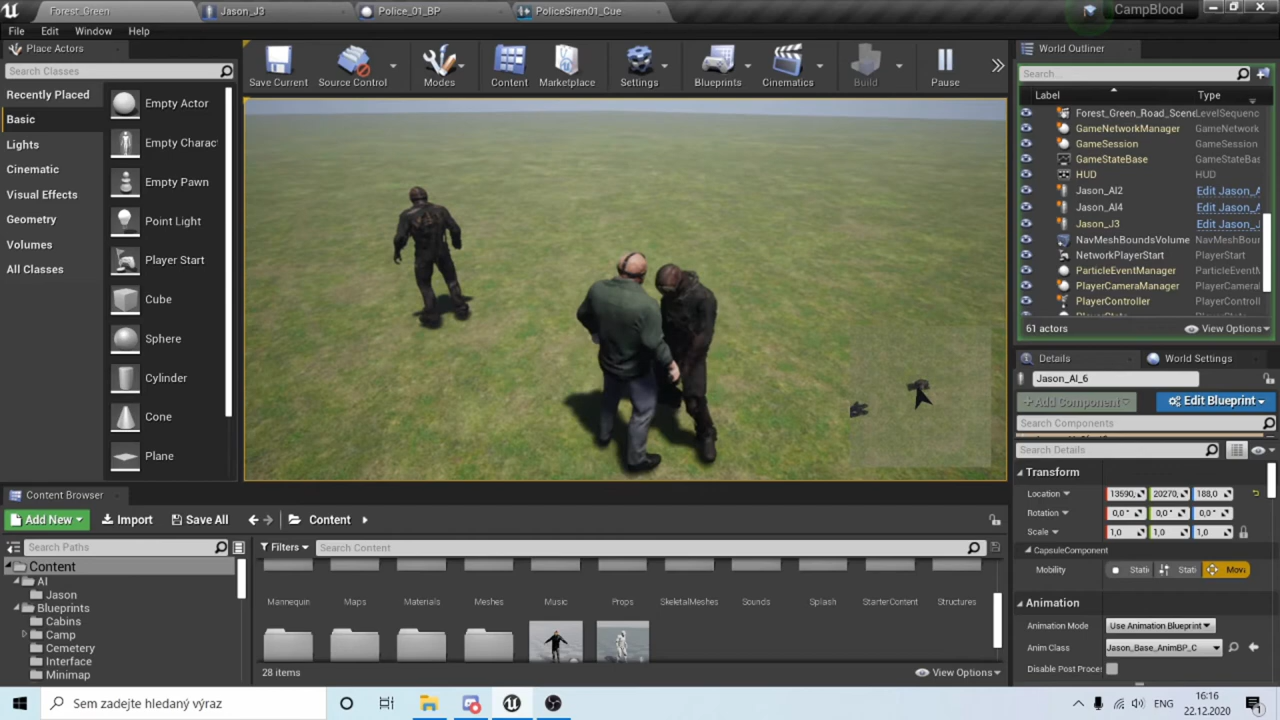 Forest_Green
Jason_J3
Police_01_BP
PoliceSiren01_Cue
CampBlood
File Edit Window Help
Place Actors
Search Classes
Recently Placed
Basic
Lights
Cinematic
Visual Effects
Geometry
Volumes
All Classes
Empty Actor
Empty Charac
Empty Pawn
Point Light
Player Start
Cube
Sphere
Cylinder
Cone
Plane
Save Current
Source Control
Modes
Content
Marketplace
Settings
Blueprints
Cinematics
Build
Pause
World Outliner
Search...
Label Type
Forest_Green_Road_Scene LevelSequenc
GameNetworkManager GameNetwork
GameSession GameSession
GameStateBase GameStateBas
HUD HUD
Jason_AI2 Edit Jason_A
Jason_AI4 Edit Jason_A
Jason_J3 Edit Jason_J
NavMeshBoundsVolume NavMeshBour
NetworkPlayerStart PlayerStart
ParticleEventManager ParticleEventM
PlayerCameraManager PlayerCamera
PlayerController PlayerControll
61 actors
View Options
Details
World Settings
Jason_AI_6
Add Component
Edit Blueprint
Search Components
Search Details
Transform
Location 13590, 20270, 188,0
Rotation 0,0° 0,0° 0,0°
Scale 1,0 1,0 1,0
CapsuleComponent
Mobility Stati Stati Mova
Animation
Animation Mode Use Animation Blueprint
Anim Class Jason_Base_AnimBP_C
Disable Post Proce
Content Browser
Add New Import Save All Content
Search Paths
Filters
Search Content
Content
AI
Jason
Blueprints
Cabins
Camp
Cemetery
Interface
Minimap
Mannequin Maps Materials Meshes Music Props SkeletalMeshes Sounds Splash StarterContent Structures
28 items
View Options
Sem zadejte hledaný výraz
ENG
16:16
22.12.2020
1